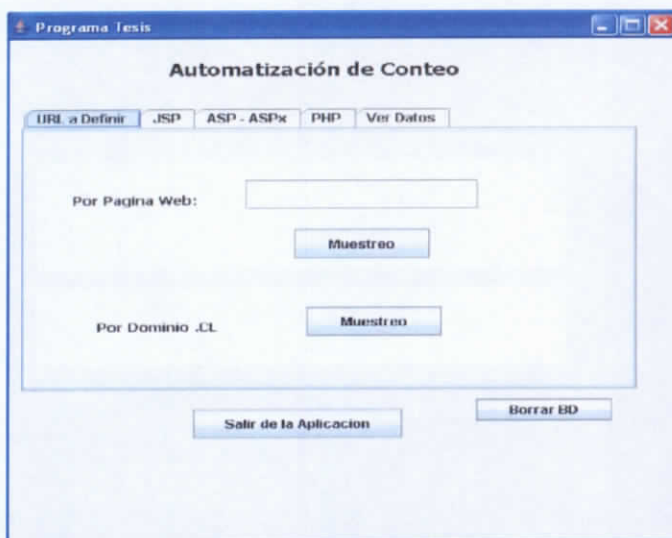 Programa Tesis
Automatización de Conteo
URL a Definir JSP ASP - ASPx PHP Ver Datos
Por Pagina Web:
Muestreo
Por Dominio .CL Muestreo
Borrar BD
Salir de la Aplicacion